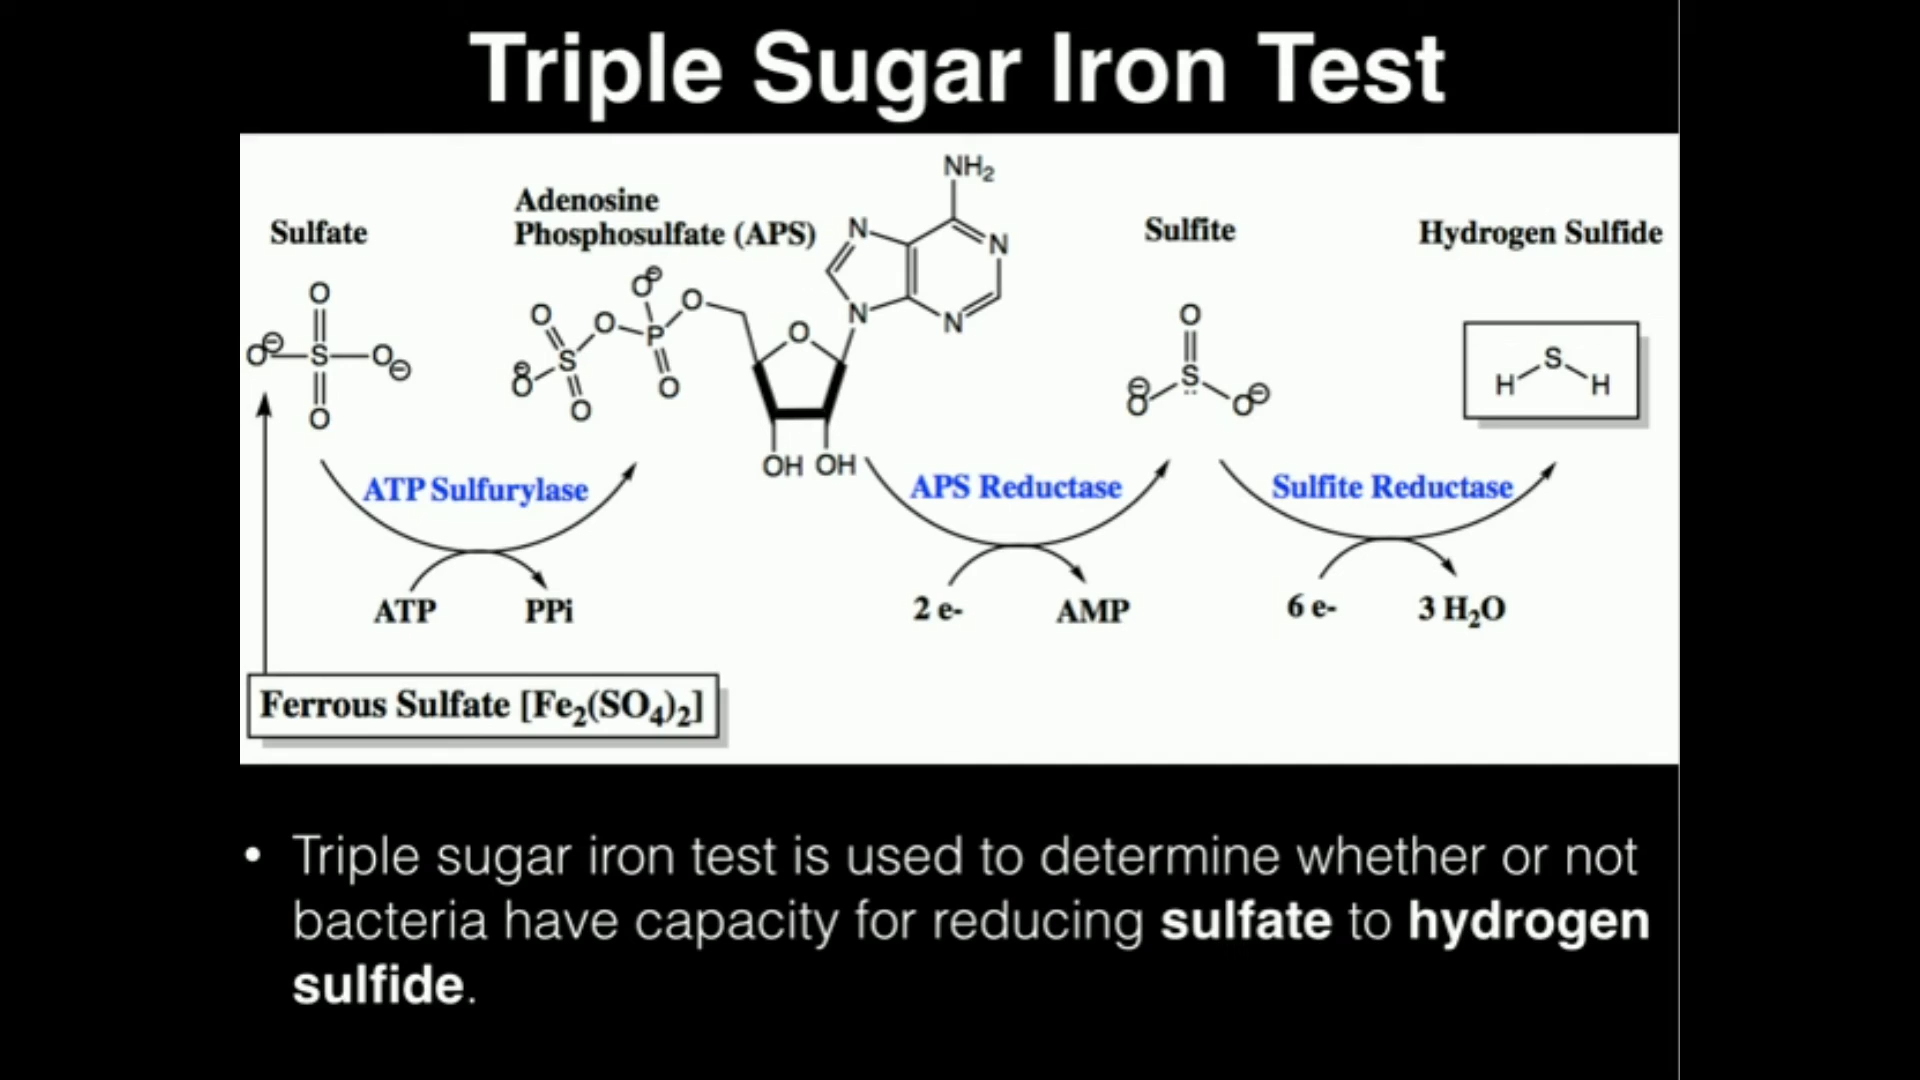 Triple Sugar Iron Test
Sulfate
Adenosine
Phosphosulfate (APS)
Sulfite
Hydrogen Sulfide
NH₂
N
N
N
N
O
O
S
O
O
⊖
⊖
O
O
S
O
O
O
P
O
O
O
⊖
⊖
OH OH
O
S
O
O
⊖
⊖
S
H
H
ATP Sulfurylase
APS Reductase
Sulfite Reductase
ATP
PPi
2 e-
AMP
6 e-
3 H₂O
Ferrous Sulfate [Fe₂(SO₄)₂]
• Triple sugar iron test is used to determine whether or not
bacteria have capacity for reducing sulfate to hydrogen
sulfide.